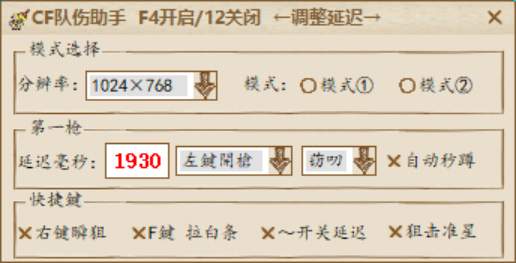 CF队伤助手 F4开启/12关闭 ←调整延迟→
模式选择
分辨率: 1024×768 模式: 模式① 模式②
第一枪
延迟毫秒: 1930 左鍵開槍 自动秒蹲
快捷鍵
右键瞬狙 F鍵 拉白条 ～开关延迟 狙击准星